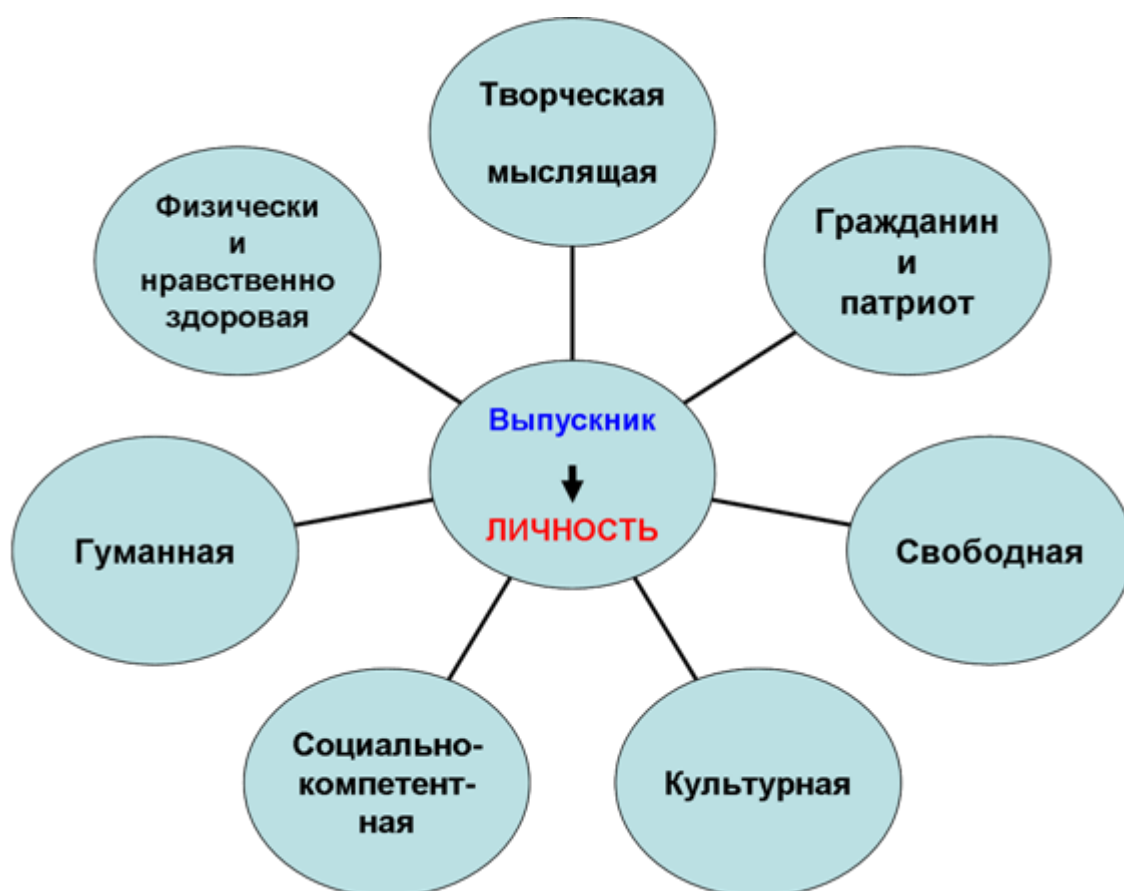 Творческая
мыслящая
Гражданин
и
патриот
Свободная
Культурная
Социально-
компетент-
ная
Гуманная
Физически
и
нравственно
здоровая
Выпускник
ЛИЧНОСТЬ